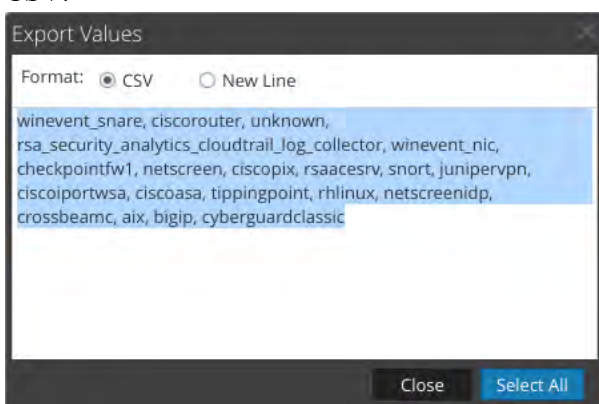 Export Values
Format: CSV New Line
winevent_snare, ciscorouter, unknown,
rsa_security_analytics_cloudtrail_log_collector, winevent_nic,
checkpointfw1, netscreen, ciscopix, rsaacesrv, snort, junipervpn,
ciscoiportwsa, ciscoasa, tippingpoint, rhlinux, netscreenidp,
crossbeamc, aix, bigip, cyberguardclassic
Close Select All